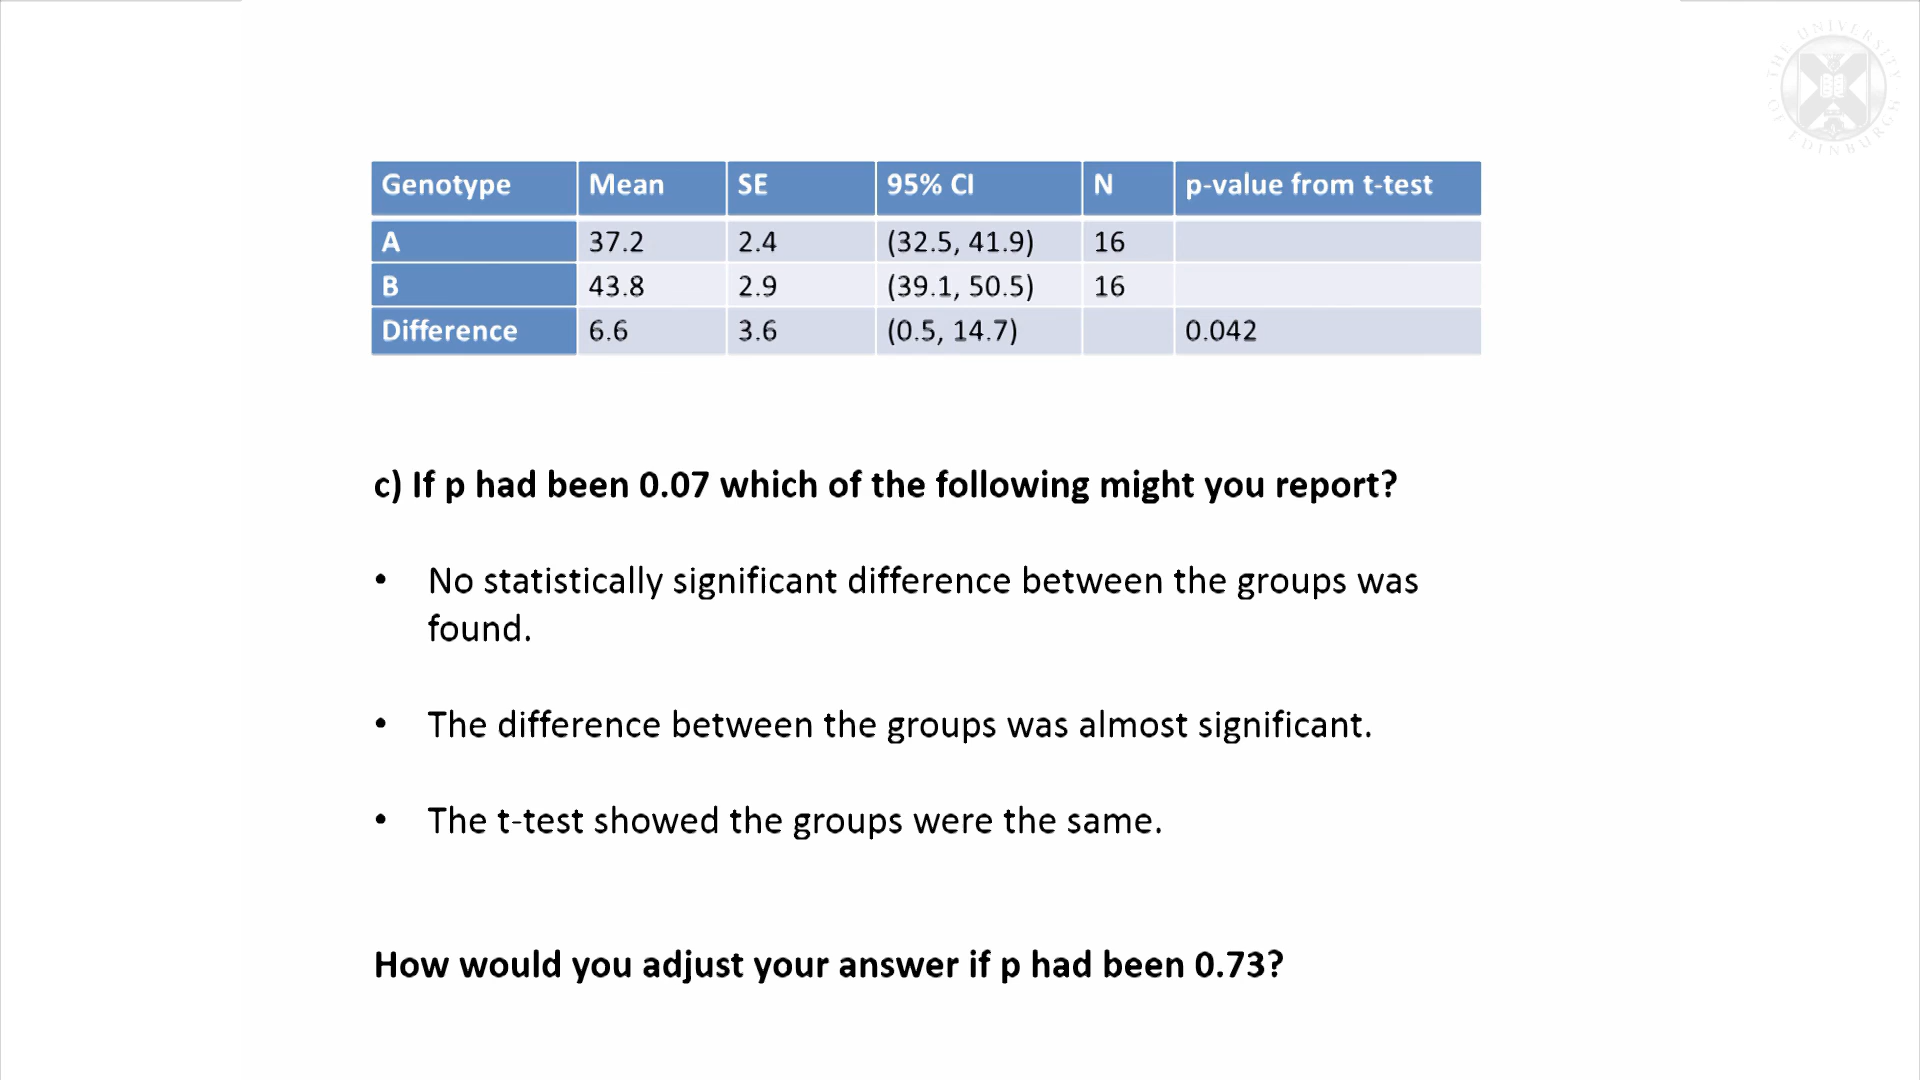 THE UNIVERSITY OF EDINBURGH
Genotype Mean SE 95% CI N p-value from t-test
A 37.2 2.4 (32.5, 41.9) 16
B 43.8 2.9 (39.1, 50.5) 16
Difference 6.6 3.6 (0.5, 14.7) 0.042
c) If p had been 0.07 which of the following might you report?
• No statistically significant difference between the groups was
found.
• The difference between the groups was almost significant.
• The t-test showed the groups were the same.
How would you adjust your answer if p had been 0.73?